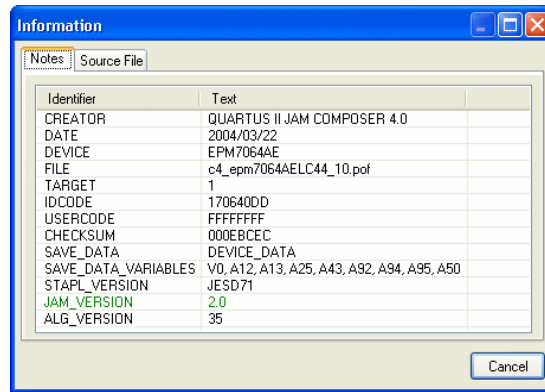 Information
Notes Source File
Identifier Text
CREATOR QUARTUS II JAM COMPOSER 4.0
DATE 2004/03/22
DEVICE EPM7064AE
FILE c4_epm7064AELC44_10.pof
TARGET 1
IDCODE 170640DD
USERCODE FFFFFFFF
CHECKSUM 000EBCEC
SAVE_DATA DEVICE_DATA
SAVE_DATA_VARIABLES V0, A12, A13, A25, A43, A92, A94, A95, A50
STAPL_VERSION JESD71
JAM_VERSION 2.0
ALG_VERSION 35
Cancel